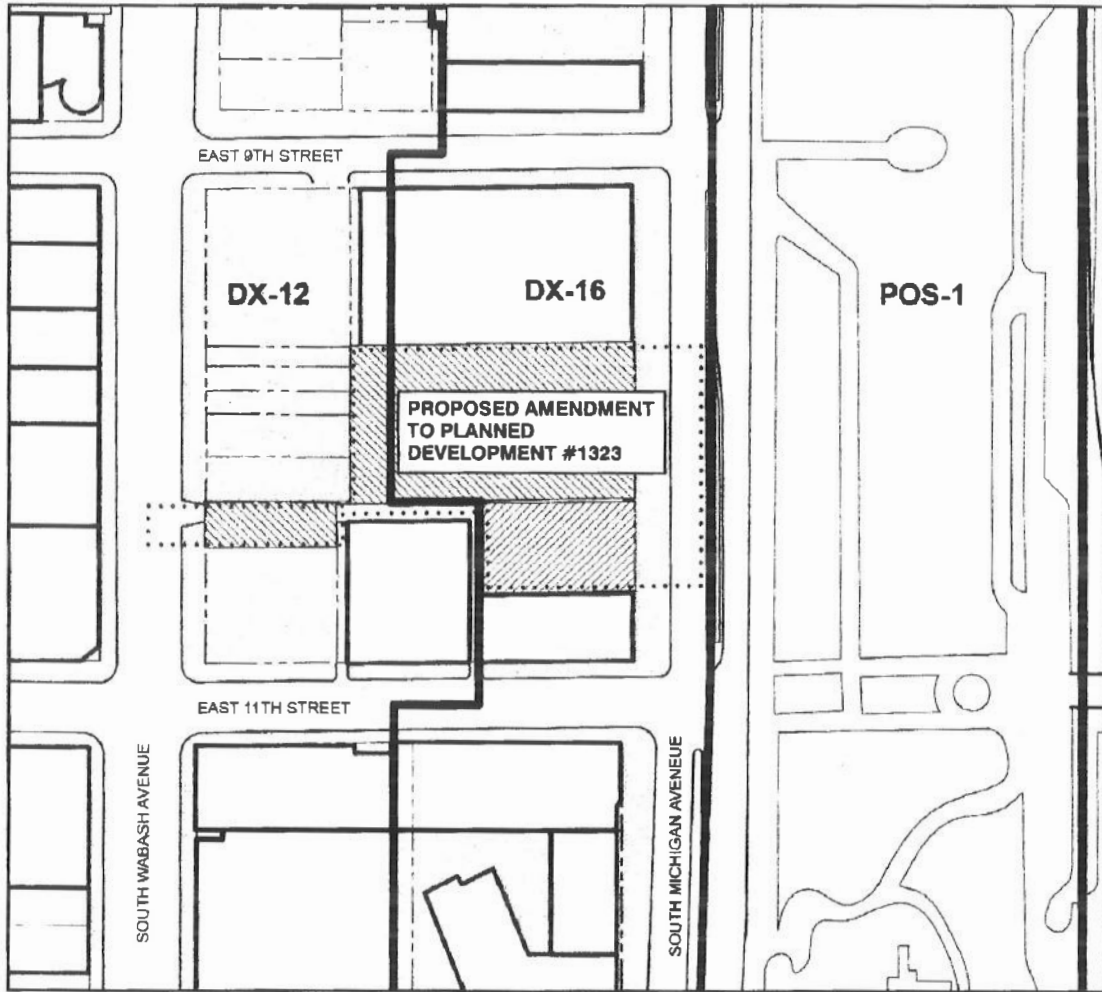 EAST 9TH STREET
DX-12
DX-16
POS-1
PROPOSED AMENDMENT
TO PLANNED
DEVELOPMENT #1323
EAST 11TH STREET
SOUTH WABASH AVENUE
SOUTH MICHIGAN AVENEUE